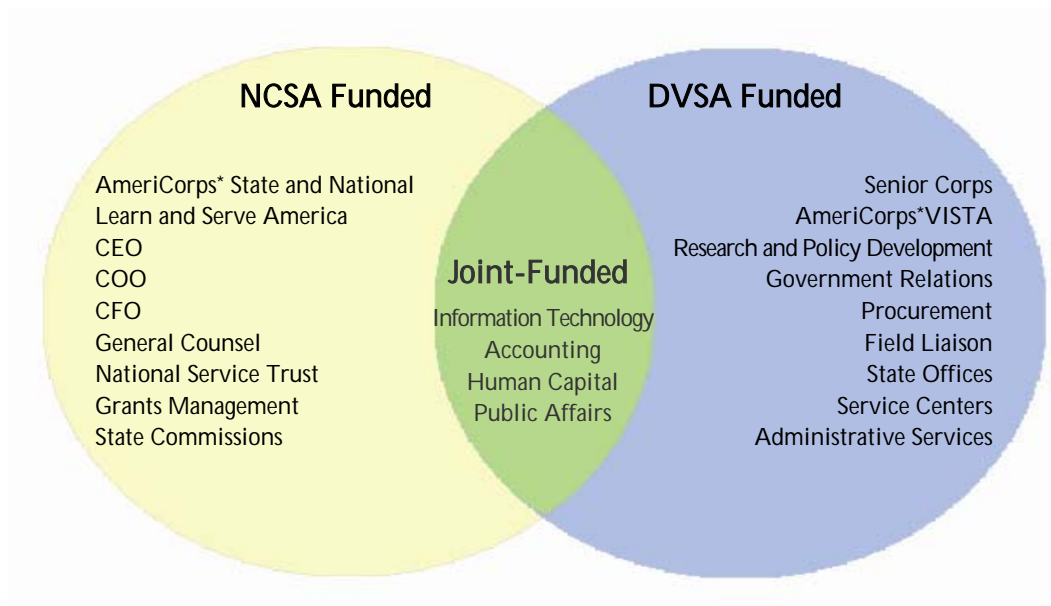 NCSA Funded
AmeriCorps* State and National
Learn and Serve America
CEO
COO
CFO
General Counsel
National Service Trust
Grants Management
State Commissions
Joint-Funded
Information Technology
Accounting
Human Capital
Public Affairs
DVSA Funded
Senior Corps
AmeriCorps*VISTA
Research and Policy Development
Government Relations
Procurement
Field Liaison
State Offices
Service Centers
Administrative Services